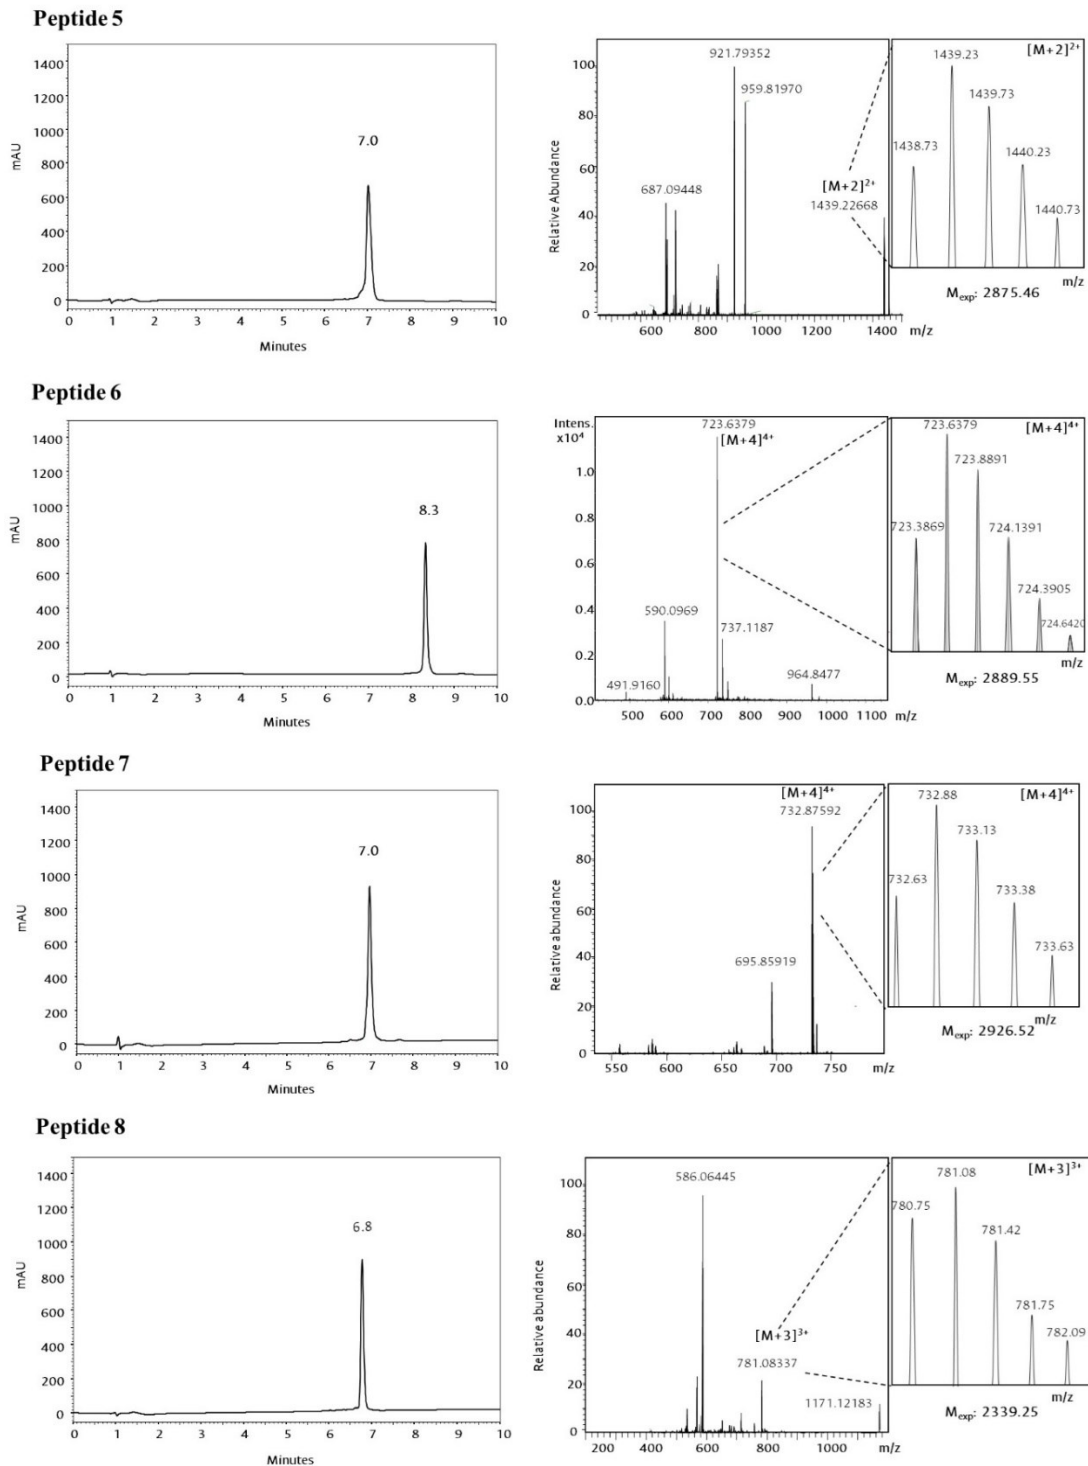 Peptide 5
1400
1200
1000
800
600
400
200
0
mAU
7.0
0 1 2 3 4 5 6 7 8 9 10
Minutes
100
80
60
40
20
0
Relative Abundance
921.79352
959.81970
687.09448
[M+2]²⁺
1439.22668
600 800 1000 1200 1400 m/z
[M+2]²⁺
1439.23
1439.73
1438.73
1440.23
1440.73
m/z
Mexp: 2875.46
Peptide 6
1400
1200
1000
800
600
400
200
0
mAU
8.3
0 1 2 3 4 5 6 7 8 9 10
Minutes
Intens.
x10⁴
1.0
0.8
0.6
0.4
0.2
0.0
723.6379
[M+4]⁴⁺
590.0969
737.1187
491.9160
964.8477
500 600 700 800 900 1000 1100 m/z
723.6379
[M+4]⁴⁺
723.8891
723.3869
724.1391
724.3905
724.6420
m/z
Mexp: 2889.55
Peptide 7
1400
1200
1000
800
600
400
200
0
mAU
7.0
0 1 2 3 4 5 6 7 8 9 10
Minutes
100
80
60
40
20
0
Relative abundance
[M+4]⁴⁺
732.87592
695.85919
550 600 650 700 750 m/z
732.88
[M+4]⁴⁺
733.13
732.63
733.38
733.63
m/z
Mexp: 2926.52
Peptide 8
1400
1200
1000
800
600
400
200
0
mAU
6.8
0 1 2 3 4 5 6 7 8 9 10
Minutes
100
80
60
40
20
0
Relative abundance
586.06445
[M+3]³⁺
781.08337
1171.12183
200 400 600 800 1000 m/z
[M+3]³⁺
781.08
780.75
781.42
781.75
782.09
m/z
Mexp: 2339.25